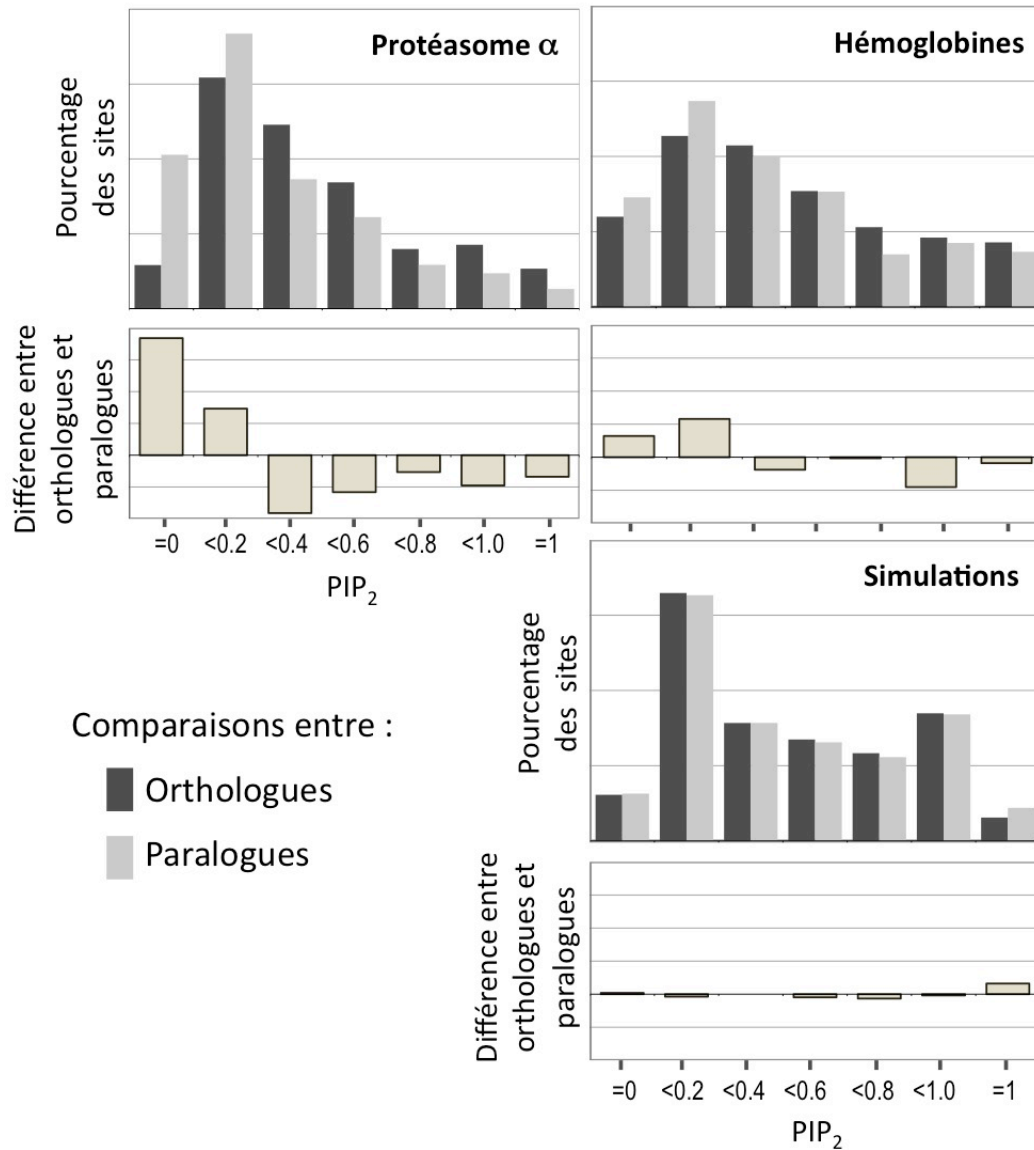 Protéasome α
Pourcentage
des sites
Différence entre
orthologues et
paralogues
=0 <0.2 <0.4 <0.6 <0.8 <1.0 =1
PIP2
Hémoglobines
Simulations
Pourcentage
des sites
Différence entre
orthologues et
paralogues
=0 <0.2 <0.4 <0.6 <0.8 <1.0 =1
PIP2
Comparaisons entre :
Orthologues
Paralogues